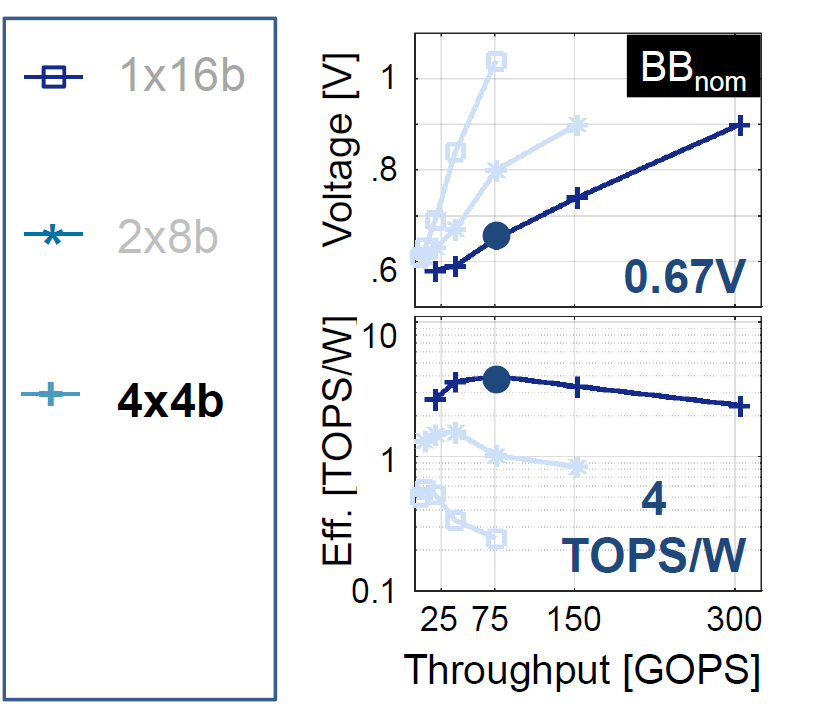 1x16b
2x8b
4x4b
Voltage [V]
1
.8
.6
BBnom
0.67V
Eff. [TOPS/W]
10
1
0.1
4
TOPS/W
25 75 150 300
Throughput [GOPS]